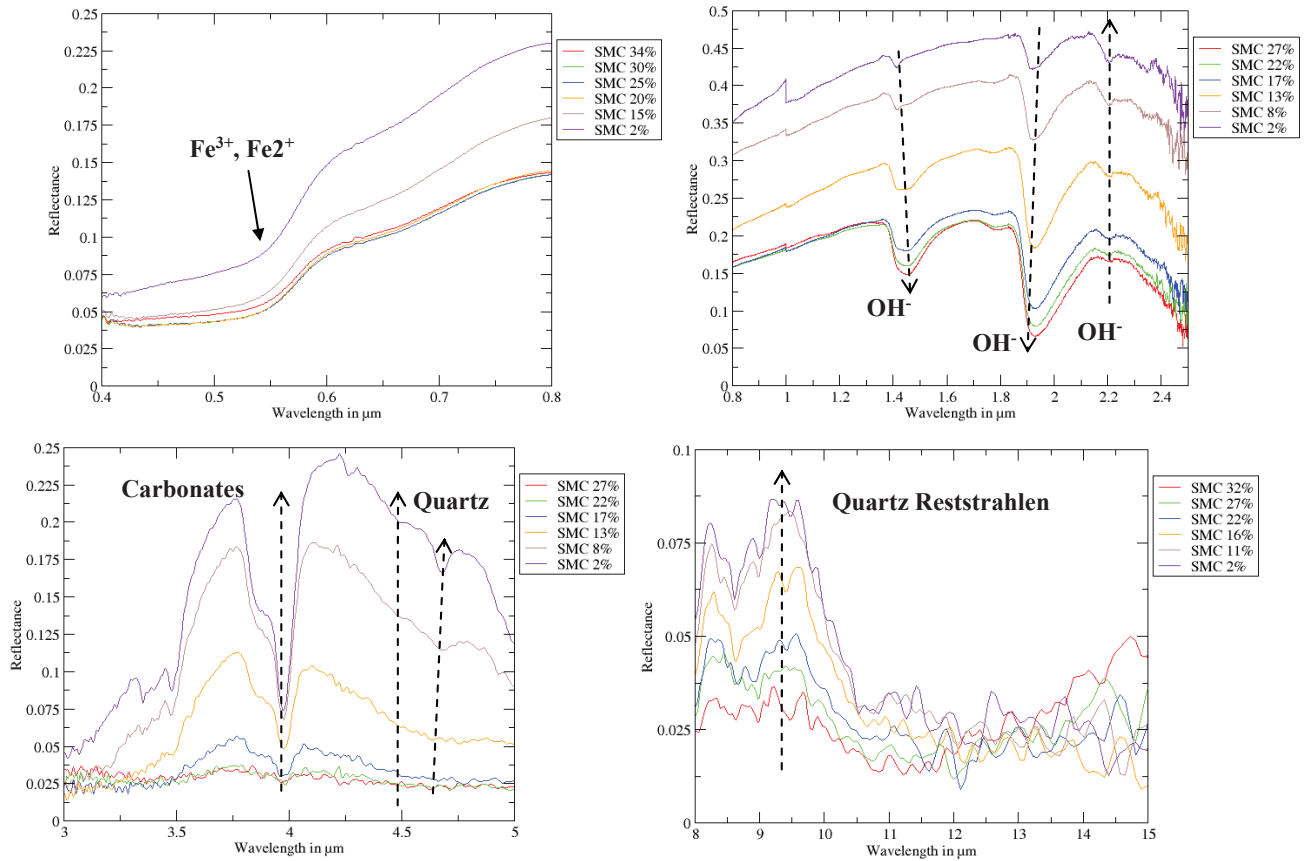 0.25
0.2
0.15
0.1
0.05
0
Reflectance
Fe³⁺, Fe2⁺
0.4 0.5 0.6 0.7 0.8
Wavelength in µm
SMC 34%
SMC 30%
SMC 25%
SMC 20%
SMC 15%
SMC 2%
0.5
0.45
0.4
0.35
0.3
0.25
0.2
0.15
0.1
0.05
0
Reflectance
OH⁻
OH⁻
OH⁻
0.8 1 1.2 1.4 1.6 1.8 2 2.2 2.4
Wavelength in µm
SMC 27%
SMC 22%
SMC 17%
SMC 13%
SMC 8%
SMC 2%
0.25
0.225
0.2
0.175
0.15
0.125
0.1
0.075
0.05
0.025
0
Reflectance
Carbonates
Quartz
3 3.5 4 4.5 5
Wavelength in µm
SMC 27%
SMC 22%
SMC 17%
SMC 13%
SMC 8%
SMC 2%
0.1
0.075
0.05
0.025
0
Reflectance
Quartz Reststrahlen
8 9 10 11 12 13 14 15
Wavelength in µm
SMC 32%
SMC 27%
SMC 22%
SMC 16%
SMC 11%
SMC 2%